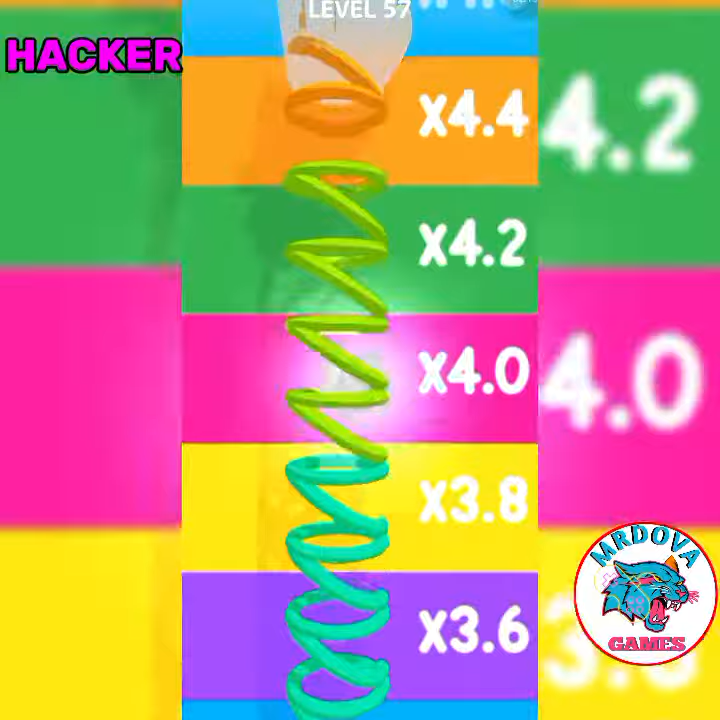 LEVEL 57
HACKER
X4.4
4.2
X4.2
X4.0
4.0
X3.8
X3.6
MRDOVA
GAMES